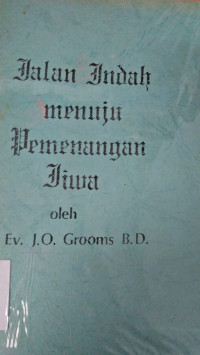 Jalan Indah
menuju
Pemenangan
Jiwa
oleh
Ev. J.O. Grooms B.D.